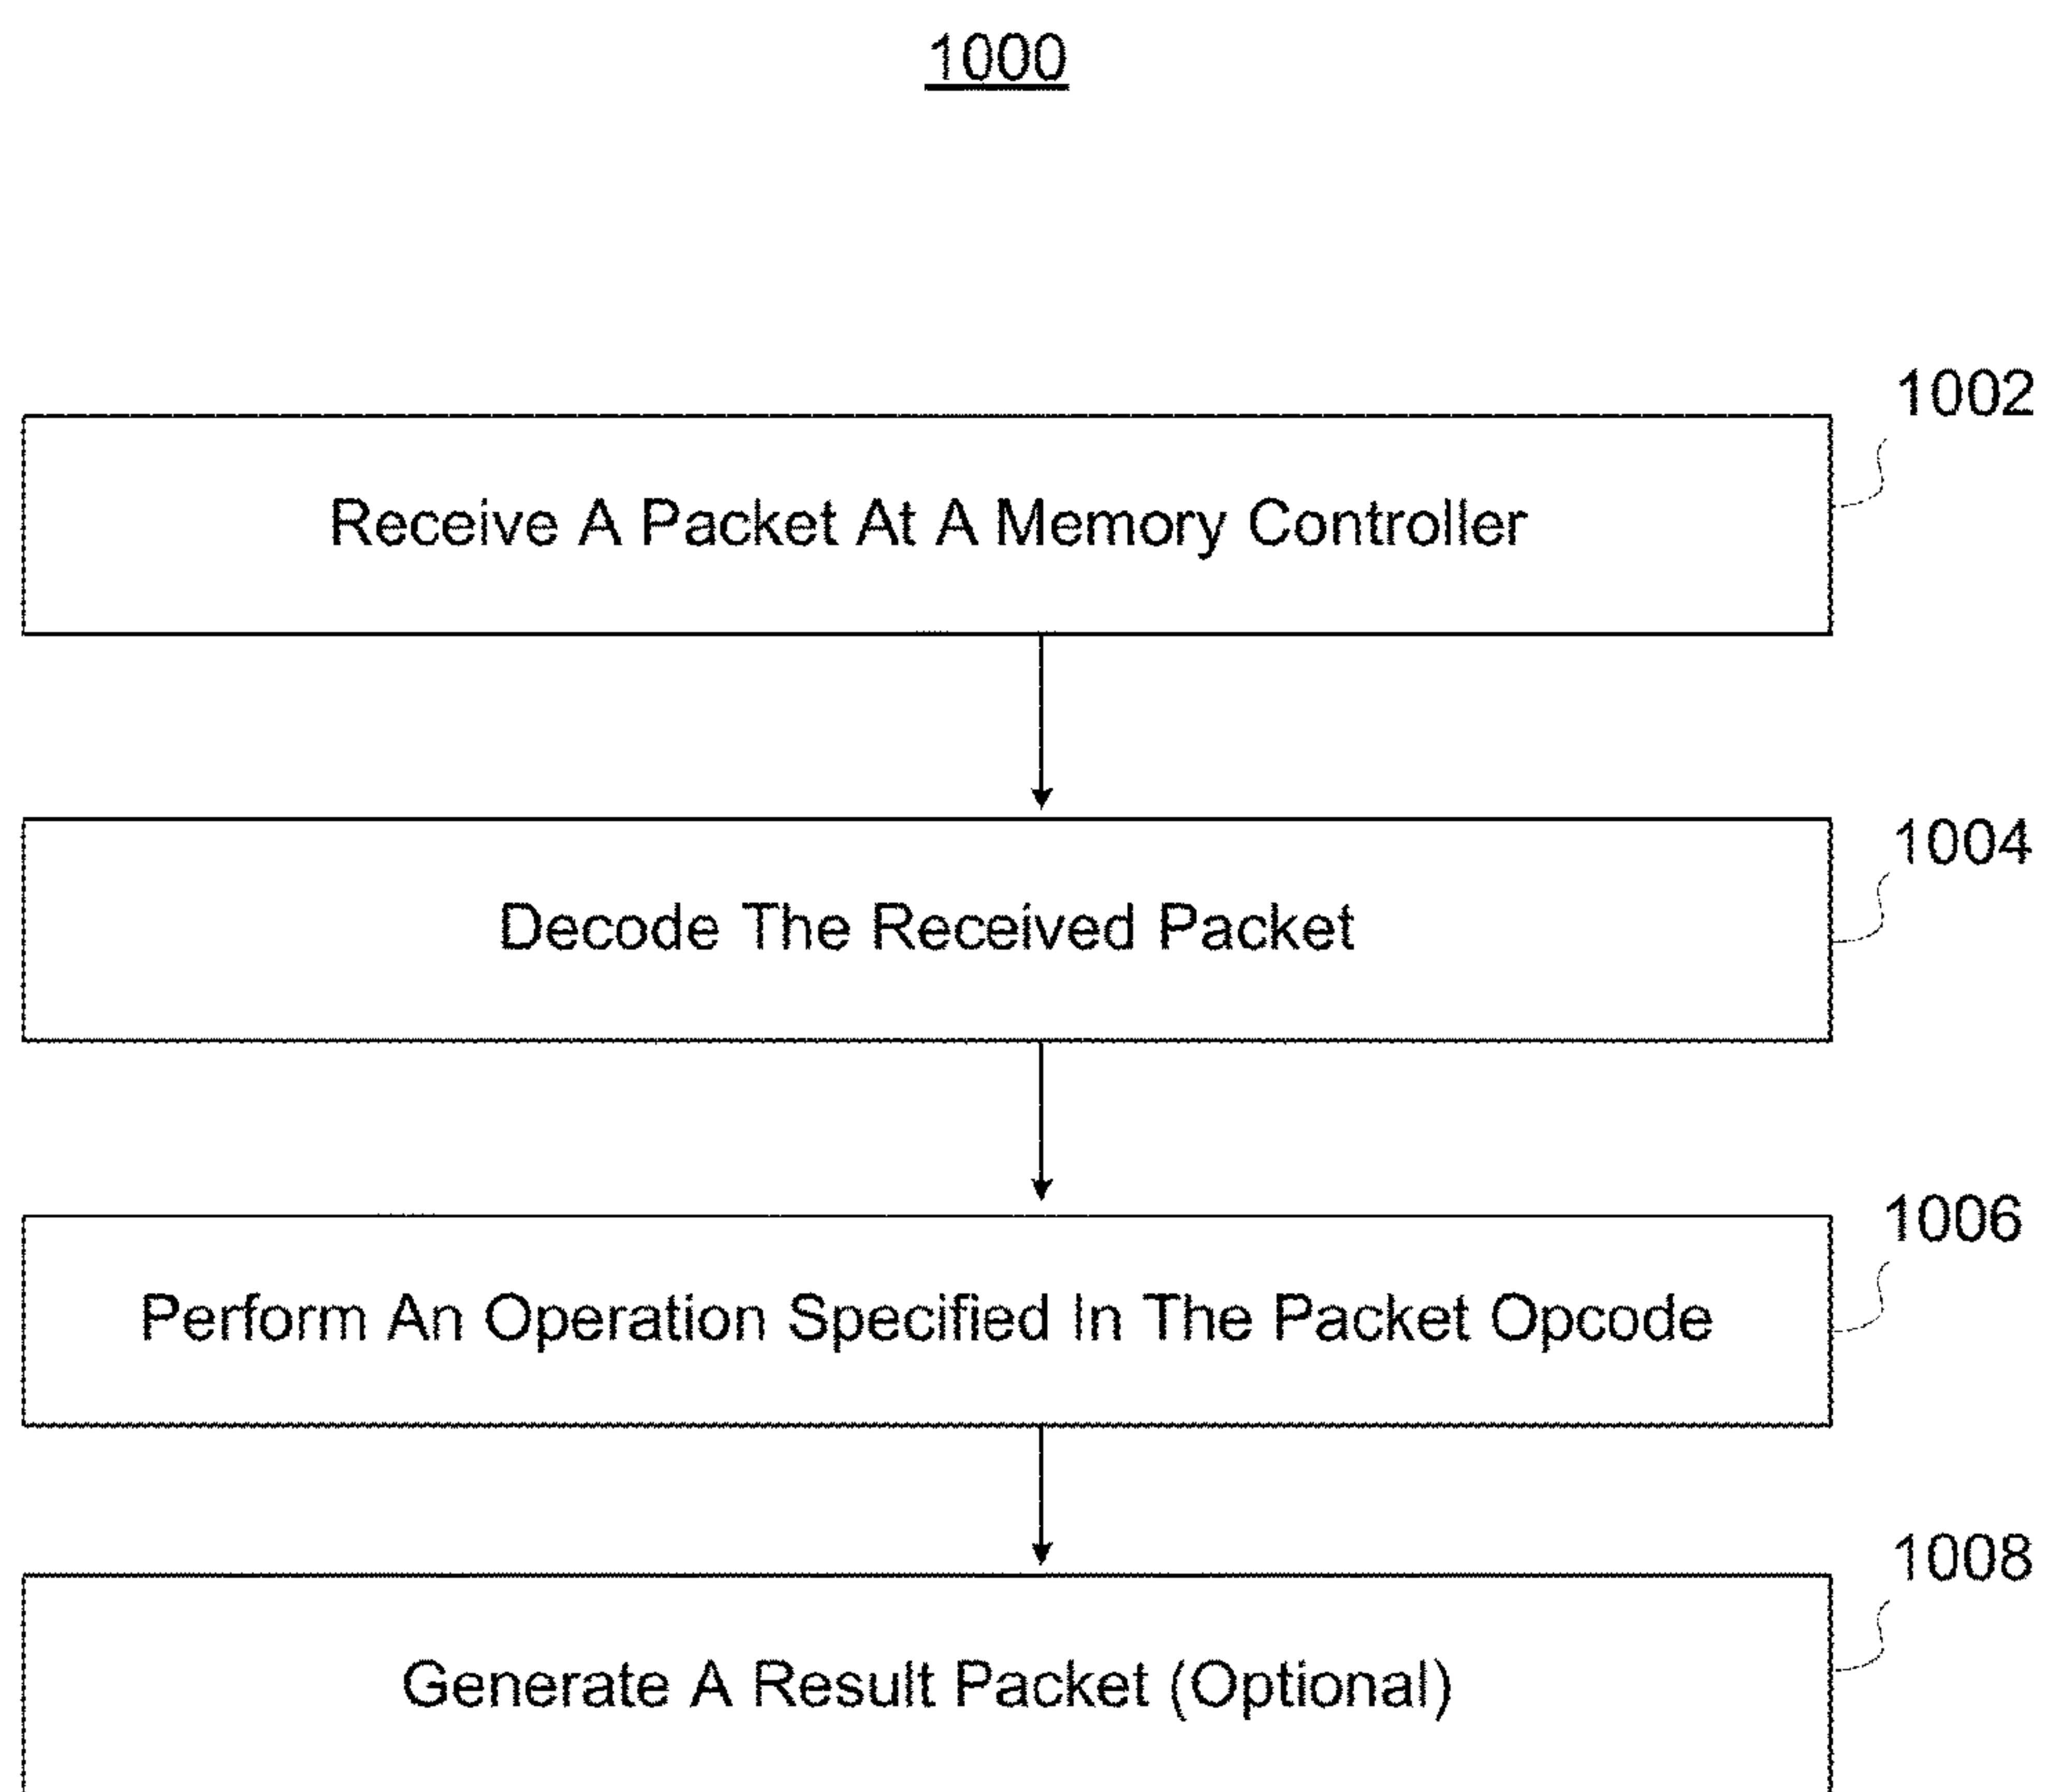 1000
1002
Receive A Packet At A Memory Controller
1004
Decode The Received Packet
1006
Perform An Operation Specified In The Packet Opcode
1008
Generate A Result Packet (Optional)